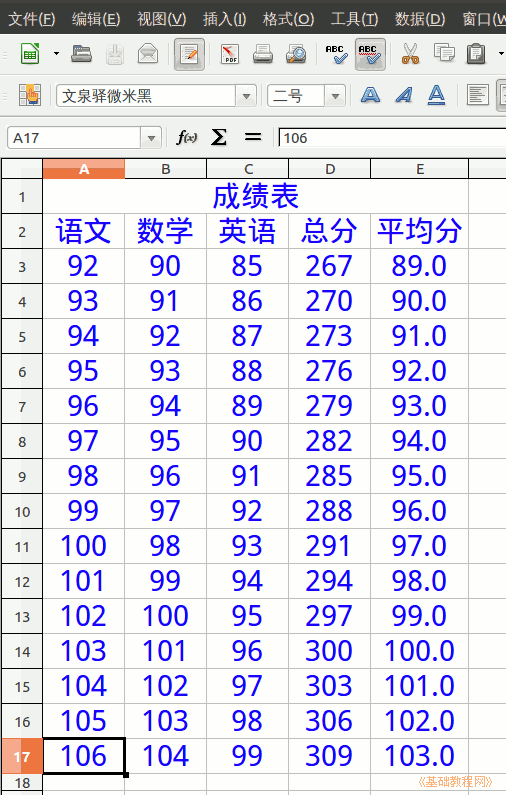 文件(F) 编辑(E) 视图(V) 插入(I) 格式(O) 工具(T) 数据(D) 窗口(W
PDF ABC ABC
文泉驿微米黑 二号 A A A
A17 f(x) Σ = 106
A B C D E
1 成绩表
2 语文 数学 英语 总分 平均分
3 92 90 85 267 89.0
4 93 91 86 270 90.0
5 94 92 87 273 91.0
6 95 93 88 276 92.0
7 96 94 89 279 93.0
8 97 95 90 282 94.0
9 98 96 91 285 95.0
10 99 97 92 288 96.0
11 100 98 93 291 97.0
12 101 99 94 294 98.0
13 102 100 95 297 99.0
14 103 101 96 300 100.0
15 104 102 97 303 101.0
16 105 103 98 306 102.0
17 106 104 99 309 103.0
18 《基础教程网》